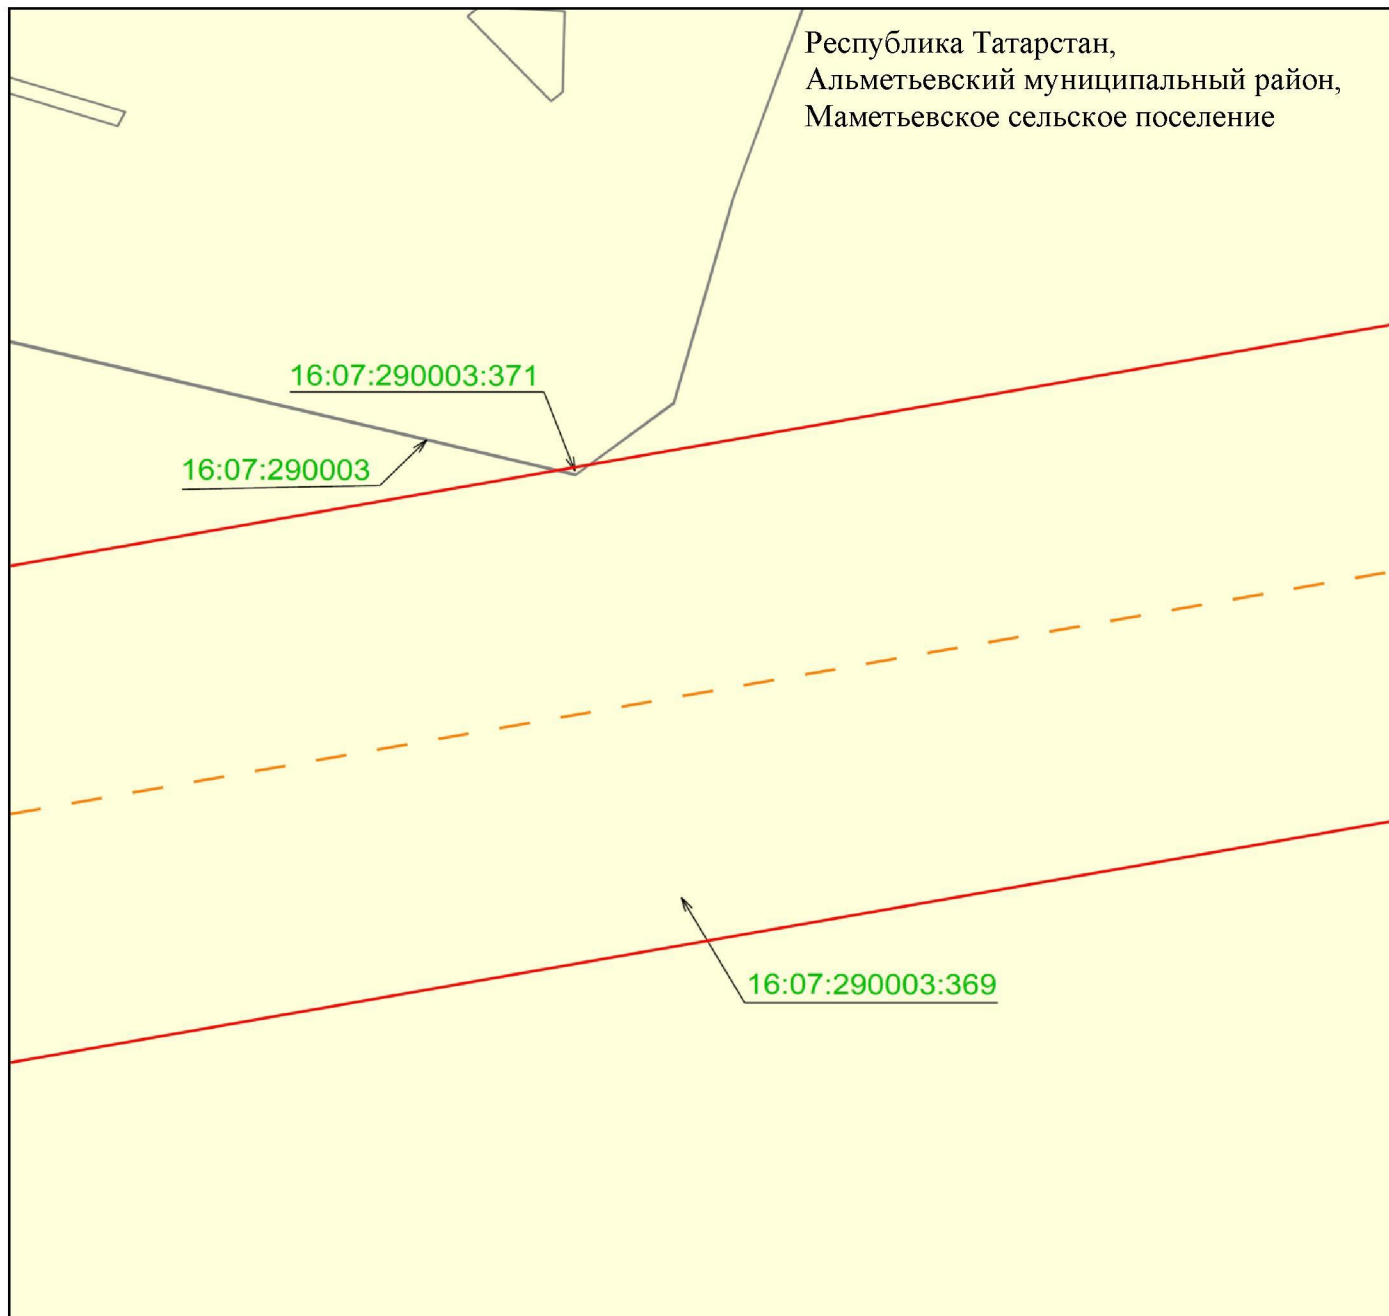 Республика Татарстан,
Альметьевский муниципальный район,
Маметьевское сельское поселение
16:07:290003:371
16:07:290003
16:07:290003:369